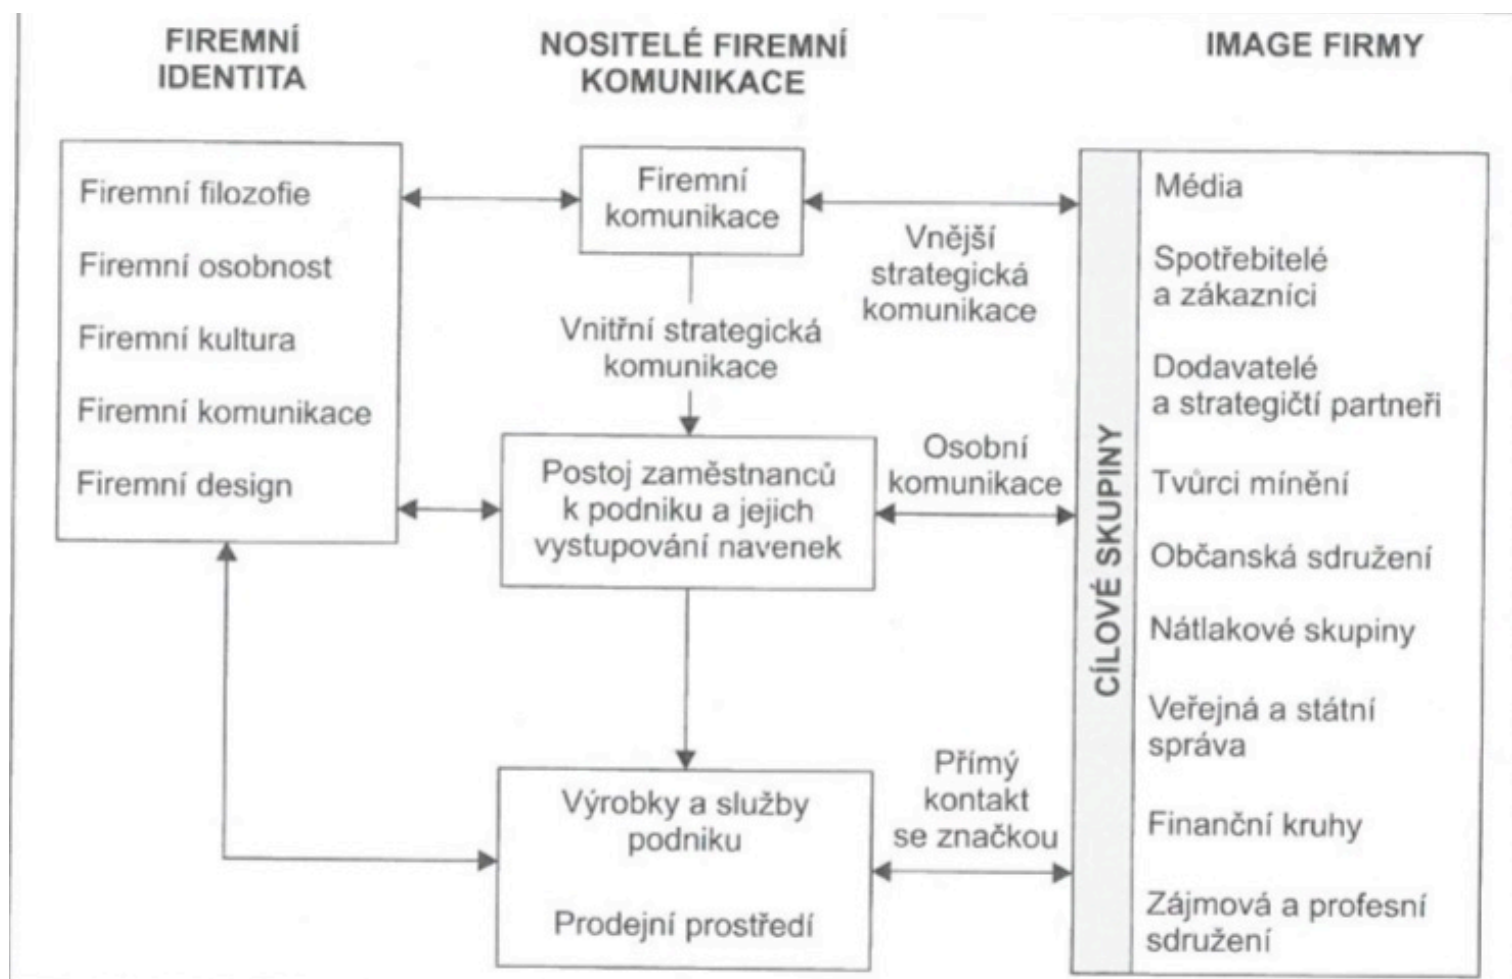 FIREMNÍ
IDENTITA
NOSITELÉ FIREMNÍ
KOMUNIKACE
IMAGE FIRMY
Firemní filozofie
Firemní osobnost
Firemní kultura
Firemní komunikace
Firemní design
Firemní
komunikace
Vnitřní strategická
komunikace
Postoj zaměstnanců
k podniku a jejich
vystupování navenek
Výrobky a služby
podniku
Prodejní prostředí
Vnější
strategická
komunikace
Osobní
komunikace
Přímý
kontakt
se značkou
CÍLOVÉ SKUPINY
Média
Spotřebitelé
a zákazníci
Dodavatelé
a strategičtí partneři
Tvůrci mínění
Občanská sdružení
Nátlakové skupiny
Veřejná a státní
správa
Finanční kruhy
Zájmová a profesní
sdružení